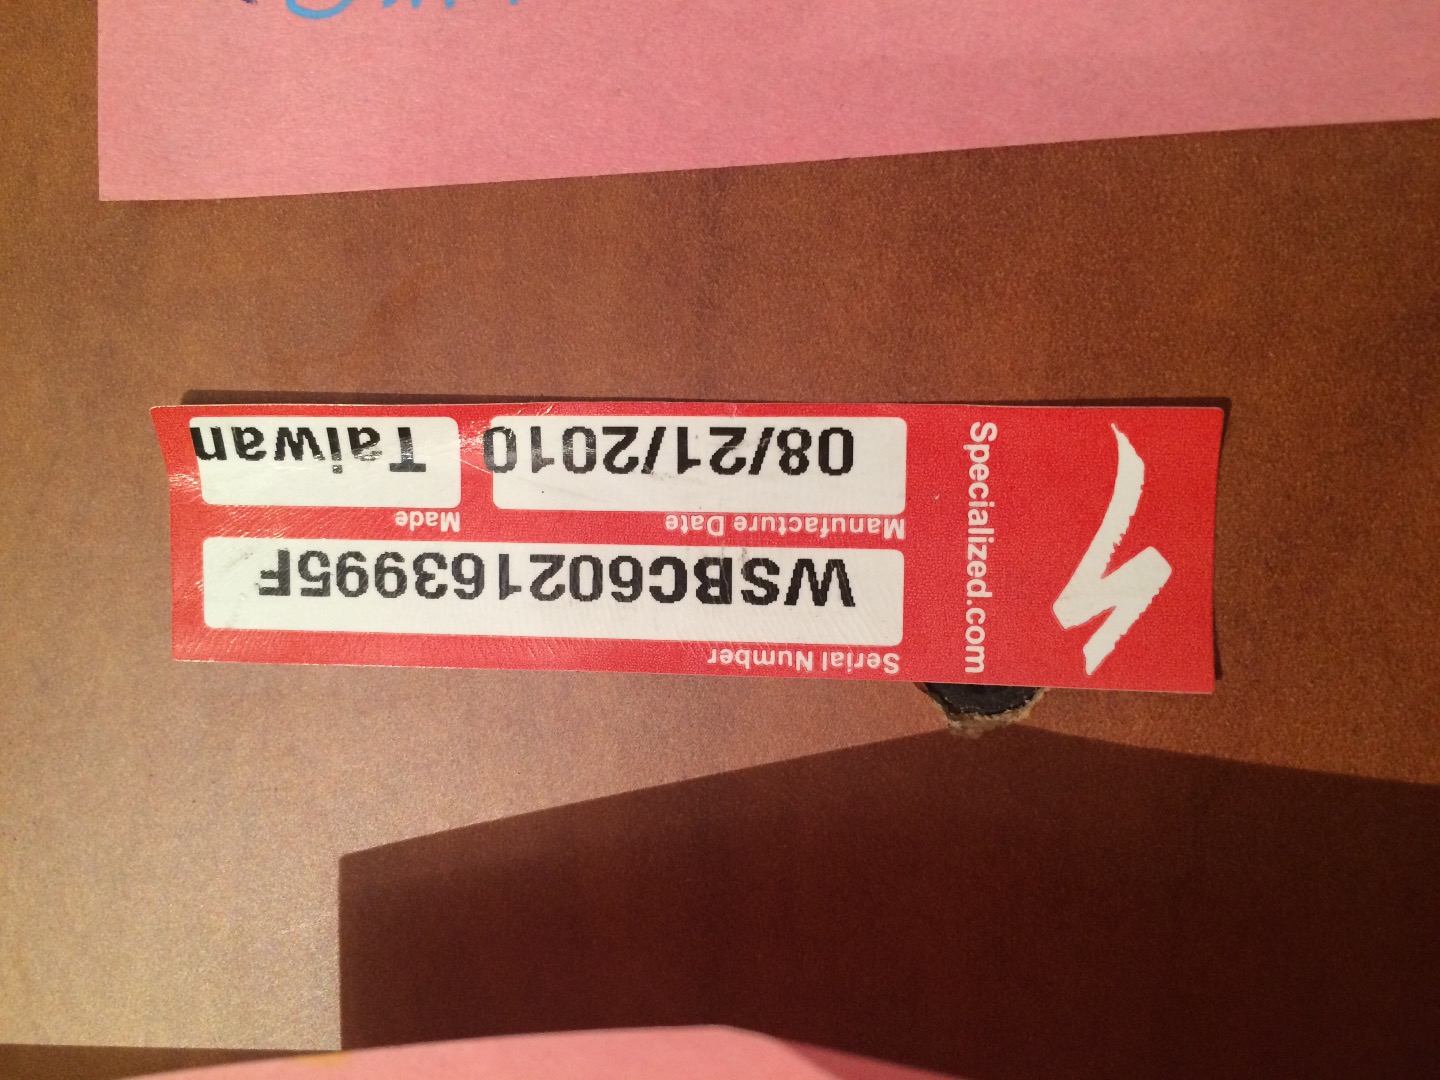 Serial Number
WSBC602163995F
Manufacture Date
Made
08/21/2010
Taiwan
Specialized.com